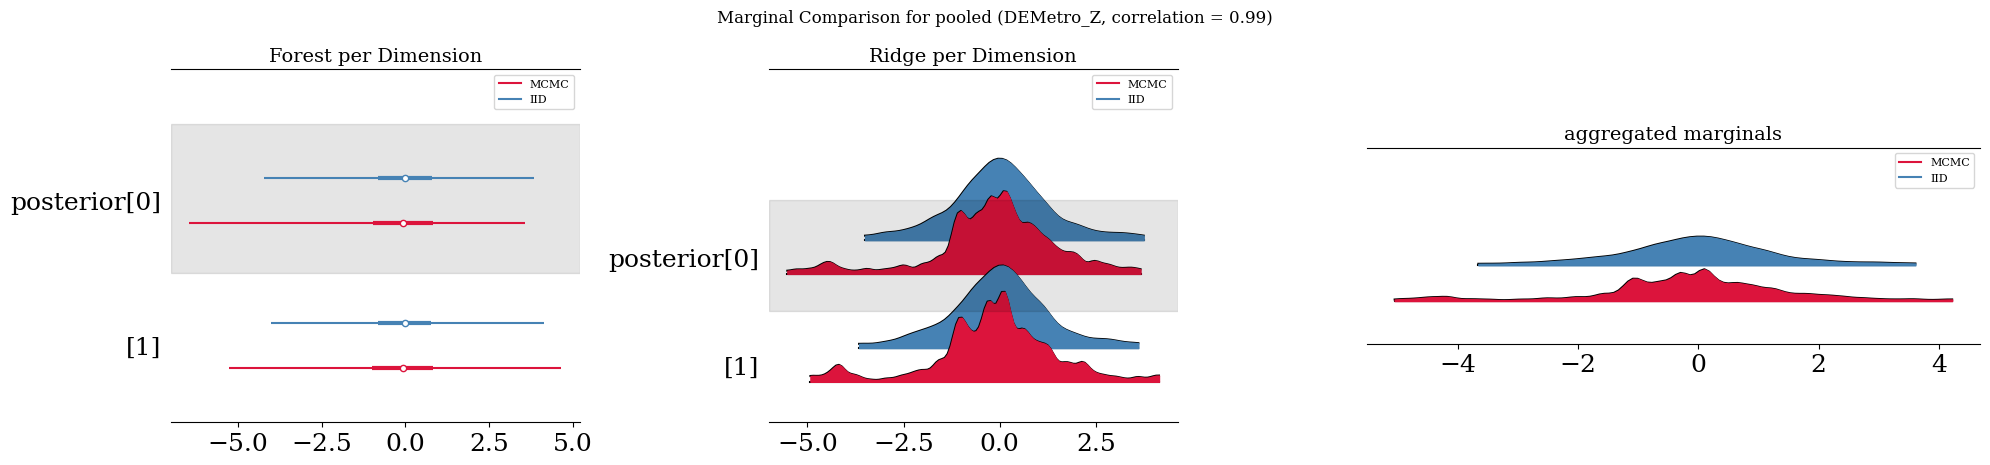 Marginal Comparison for pooled (DEMetro_Z, correlation = 0.99)
Forest per Dimension
MCMC
IID
posterior[0]
[1]
−5.0 −2.5 0.0 2.5 5.0
Ridge per Dimension
MCMC
IID
posterior[0]
[1]
−5.0 −2.5 0.0 2.5
aggregated marginals
MCMC
IID
−4 −2 0 2 4